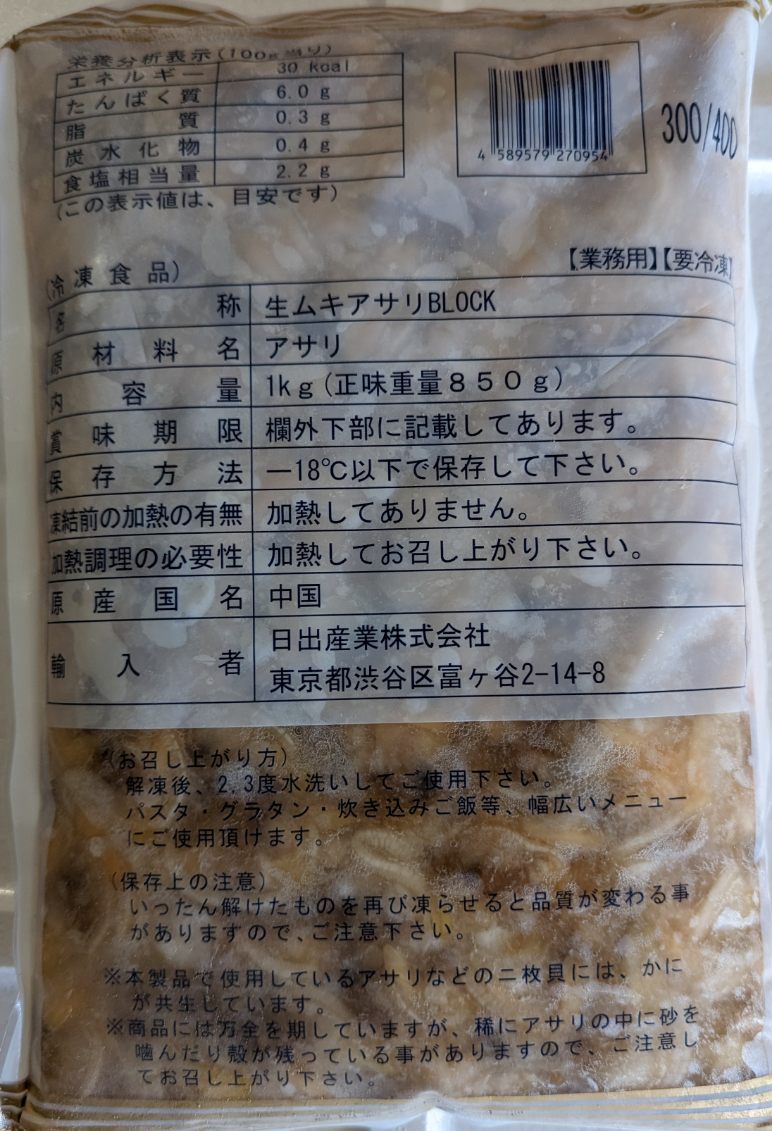 栄養分析表示(100g当り)
エネルギー 30 kcal
たんぱく質 6.0 g
脂質 0.3 g
炭水化物 0.4 g
食塩相当量 2.2 g
(この表示値は、目安です)
4 589579 270954
300/400
(冷凍食品)
【業務用】【要冷凍】
名称 生ムキアサリBLOCK
原材料名 アサリ
内容量 1kg(正味重量850g)
賞味期限 欄外下部に記載してあります。
保存方法 −18℃以下で保存して下さい。
凍結前の加熱の有無 加熱してありません。
加熱調理の必要性 加熱してお召し上がり下さい。
原産国名 中国
輸入者 日出産業株式会社
東京都渋谷区富ヶ谷2-14-8
(お召し上がり方)
解凍後、2,3度水洗いしてご使用下さい。
パスタ・グラタン・炊き込みご飯等、幅広いメニュー
にご使用頂けます。
(保存上の注意)
いったん解けたものを再び凍らせると品質が変わる事
がありますので、ご注意下さい。
※本製品で使用しているアサリなどの二枚貝には、かに
が共生しています。
※商品には万全を期していますが、稀にアサリの中に砂を
噛んだり殻が残っている事がありますので、ご注意し
てお召し上がり下さい。